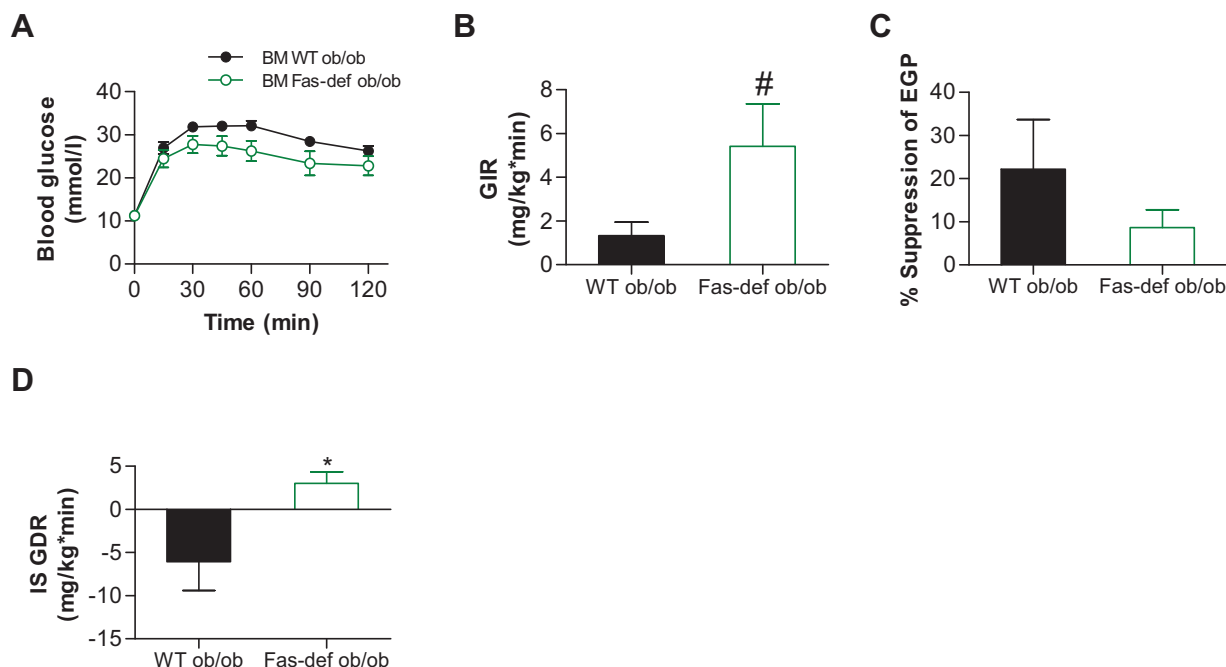 A
BM WT ob/ob
BM Fas-def ob/ob
Blood glucose
(mmol/l)
40
30
20
10
0
0 30 60 90 120
Time (min)
B
GIR
(mg/kg*min)
8
6
4
2
0
#
WT ob/ob Fas-def ob/ob
C
% Suppression of EGP
40
30
20
10
0
WT ob/ob Fas-def ob/ob
D
IS GDR
(mg/kg*min)
5
0
-5
-10
-15
*
WT ob/ob Fas-def ob/ob